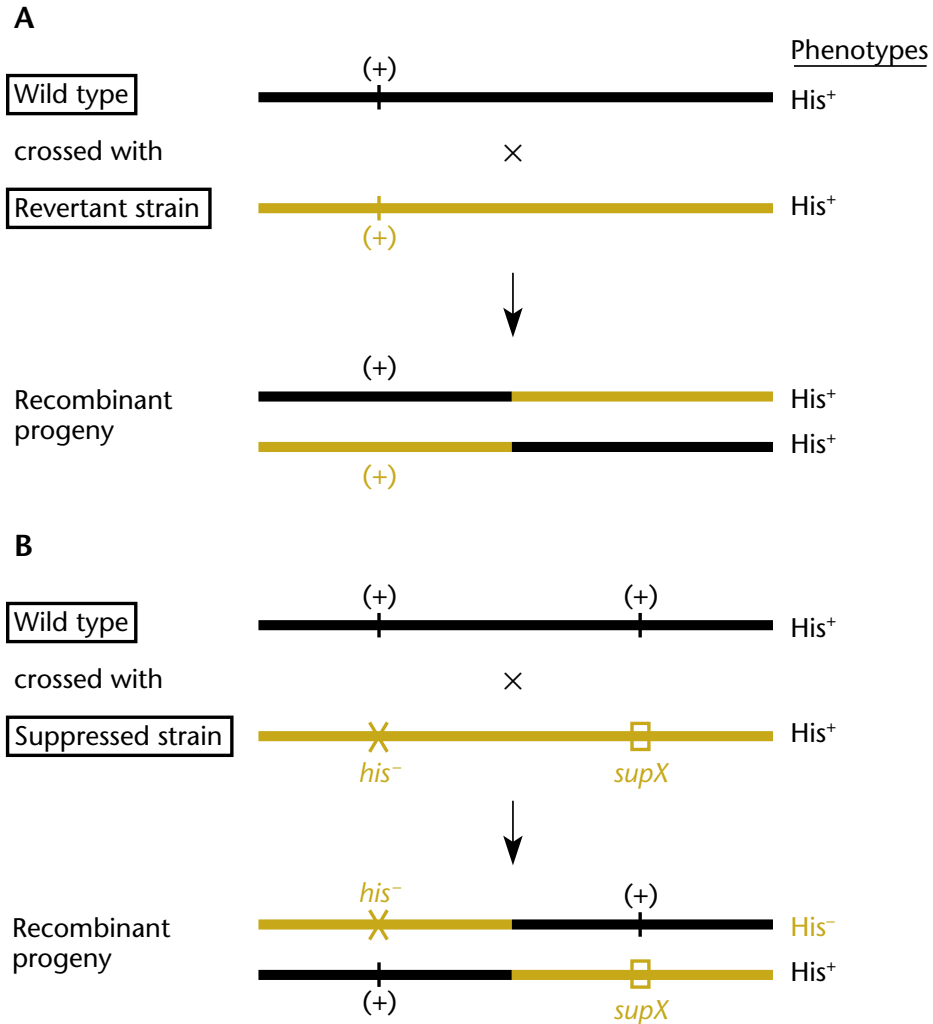 A
Phenotypes
(+)
Wild type
His⁺
crossed with
×
Revertant strain
His⁺
(+)
(+)
Recombinant
progeny
His⁺
His⁺
(+)
B
(+) (+)
Wild type
His⁺
crossed with
×
Suppressed strain
His⁺
his⁻ supX
his⁻ (+)
Recombinant
progeny
His⁻
His⁺
(+) supX